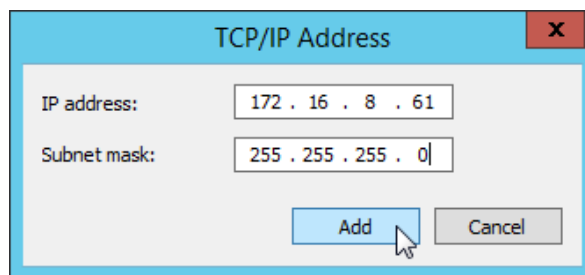 TCP/IP Address
x
IP address: 172 . 16 . 8 . 61
Subnet mask: 255 . 255 . 255 . 0
Add Cancel